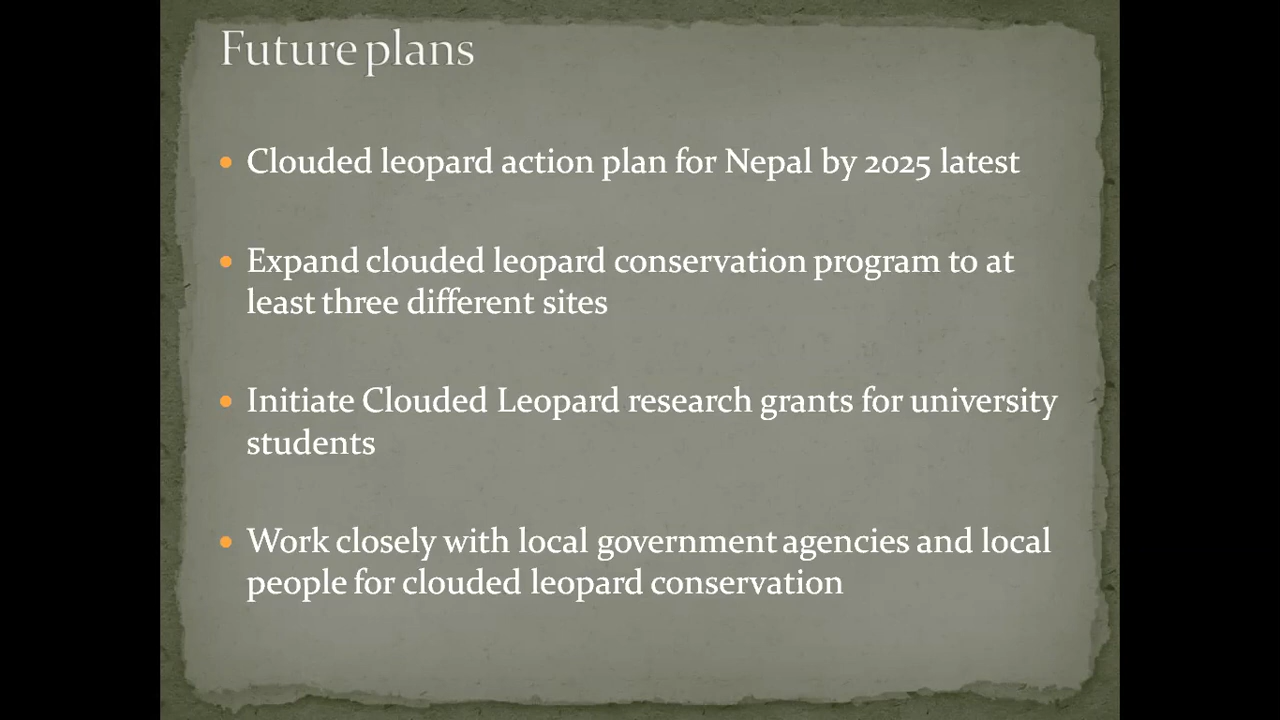 Future plans
Clouded leopard action plan for Nepal by 2025 latest
Expand clouded leopard conservation program to at
least three different sites
Initiate Clouded Leopard research grants for university
students
Work closely with local government agencies and local
people for clouded leopard conservation